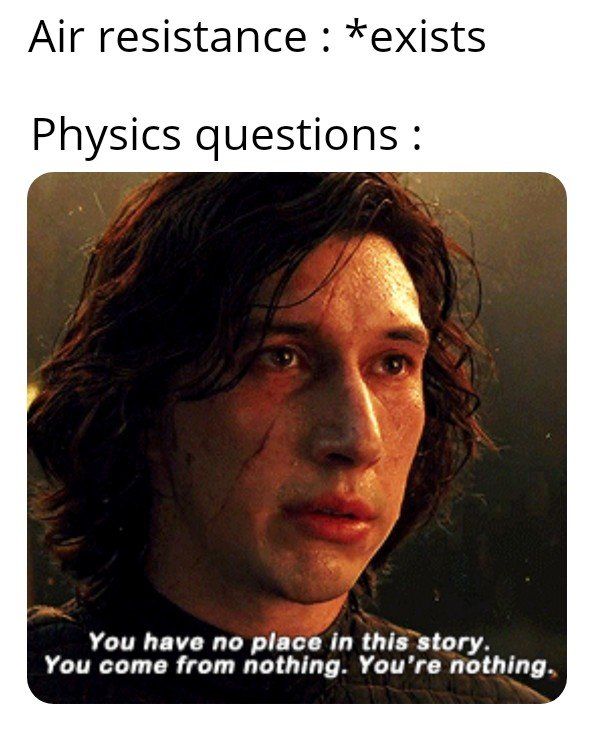 Air resistance : *exists
Physics questions :
You have no place in this story.
You come from nothing. You're nothing.